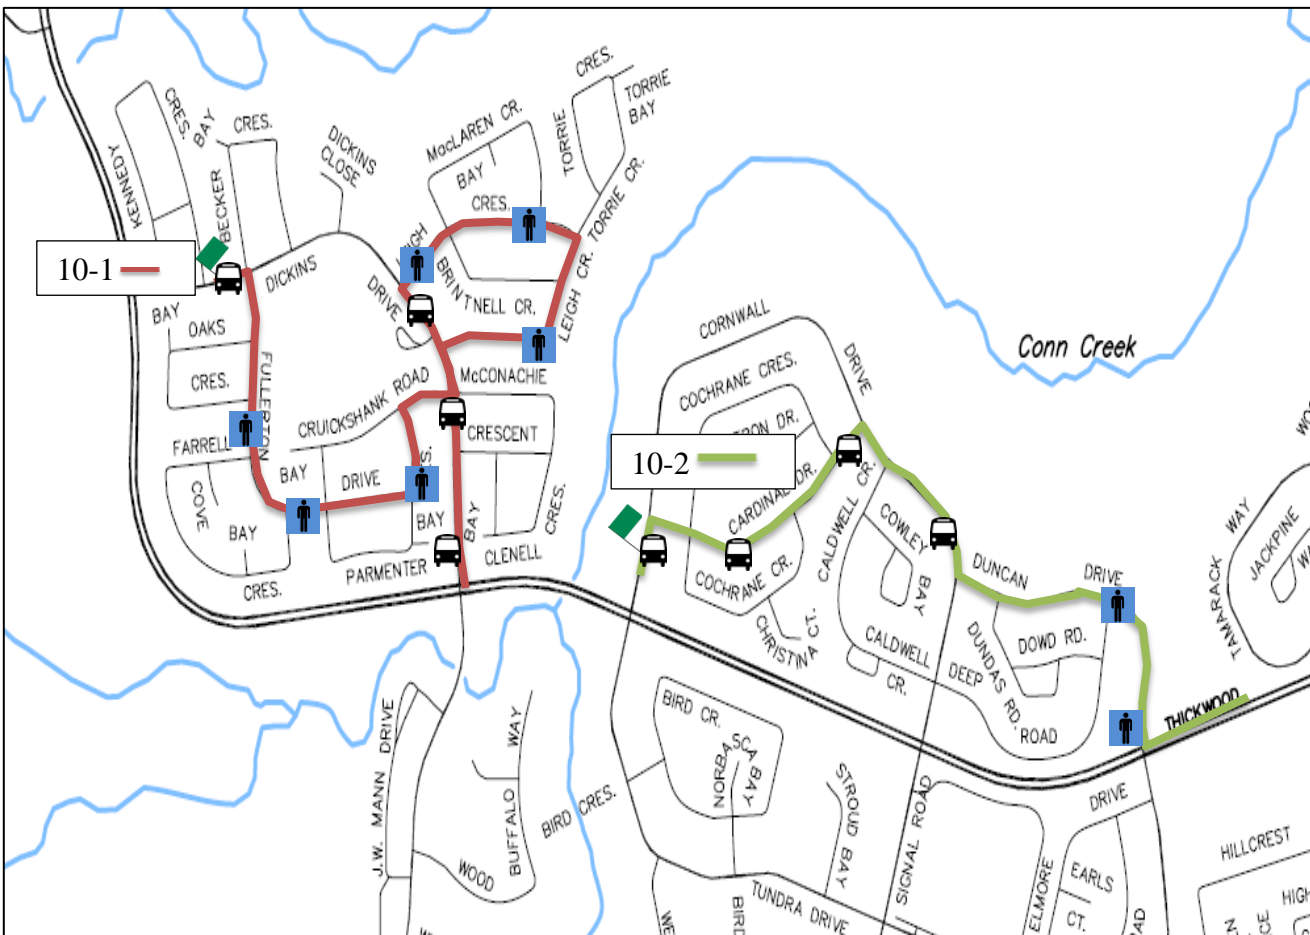 CRES.
TORRIE
BAY
TORRIE
TORRIE CR.
MacLAREN CR.
BAY
CRES.
CRES.
BAY
CRES.
DICKINS
CLOSE
KENNEDY
BECKER
10-1
DICKINS
DRIVE
BRINTNELL CR.
LEIGH CR.
BAY
OAKS
CRES.
FULLERTON
FARRELL
CRUICKSHANK ROAD
McCONACHIE
CRESCENT
BAY
DRIVE
COVE
BAY
CRES.
BAY
BAY
PARMENTER
CLENELL
CRES.
CORNWALL
DRIVE
COCHRANE CRES.
Conn Creek
10-2
CARDINAL DR.
CALDWELL CR.
COCHRANE CR.
CHRISTINA CT.
COWLEY
BAY
DUNCAN
DRIVE
DOWD RD.
DUNDAS RD.
CALDWELL
CR.
DEEP
ROAD
THICKWOOD
TAMARACK WAY
JACKPINE
J.W. MANN DRIVE
BUFFALO WAY
WOOD
BIRD CRES.
BIRD CR.
NORBASCA BAY
STROUD BAY
SIGNAL ROAD
TUNDRA DRIVE
BIRD
DRIVE
ELMORE
EARLS
CT.
HILLCREST